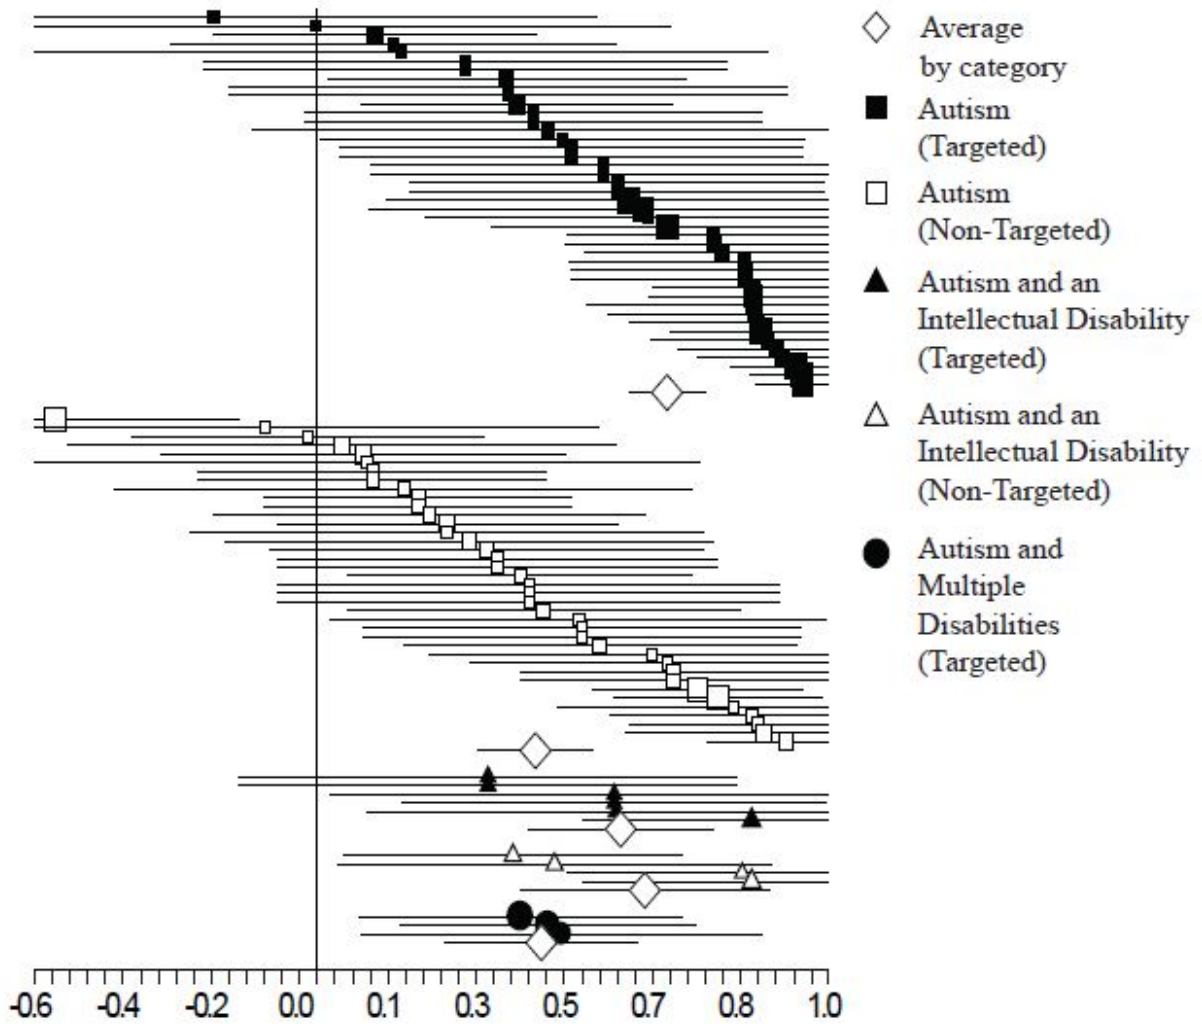 Average
by category
Autism
(Targeted)
Autism
(Non-Targeted)
Autism and an
Intellectual Disability
(Targeted)
Autism and an
Intellectual Disability
(Non-Targeted)
Autism and
Multiple
Disabilities
(Targeted)
-0.6 -0.4 -0.2 0.0 0.1 0.3 0.5 0.7 0.8 1.0